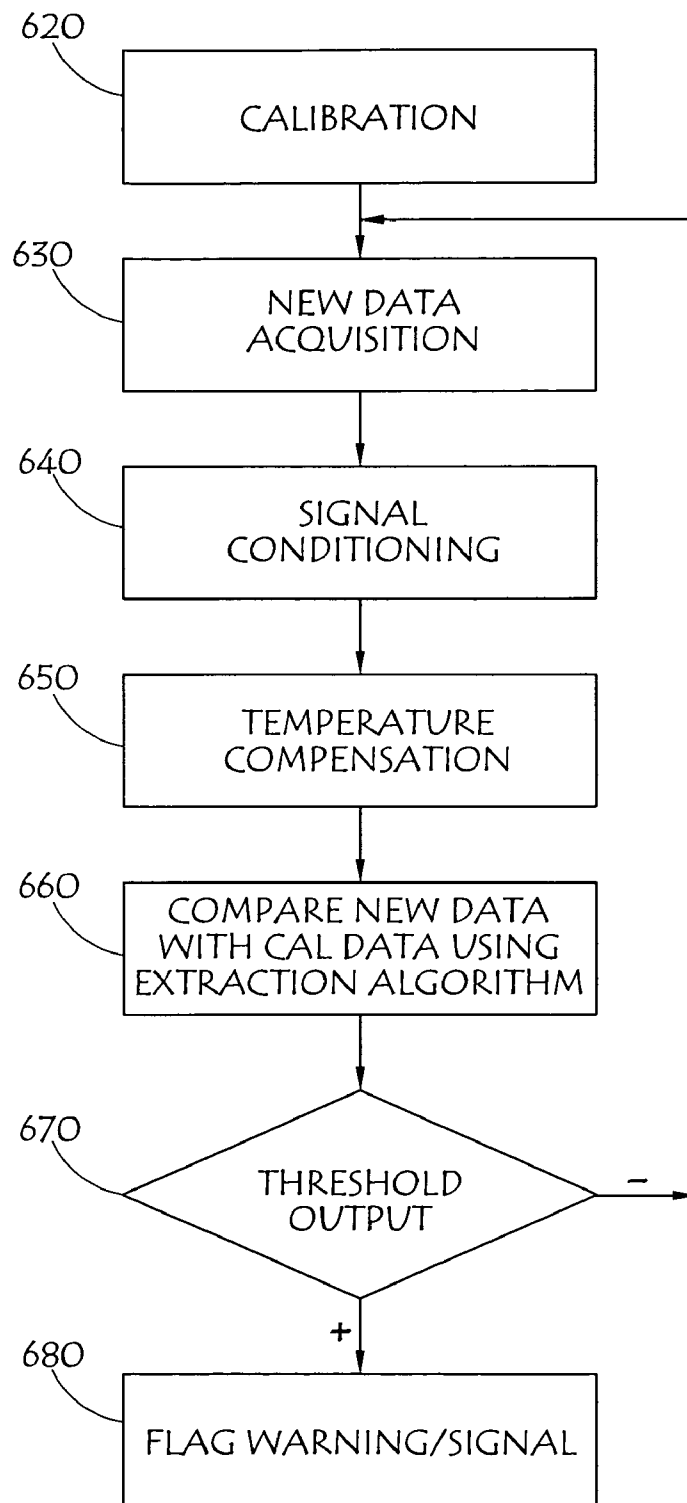 620
CALIBRATION
630
NEW DATA
ACQUISITION
640
SIGNAL
CONDITIONING
650
TEMPERATURE
COMPENSATION
660
COMPARE NEW DATA
WITH CAL DATA USING
EXTRACTION ALGORITHM
670
THRESHOLD
OUTPUT
-
+
680
FLAG WARNING/SIGNAL